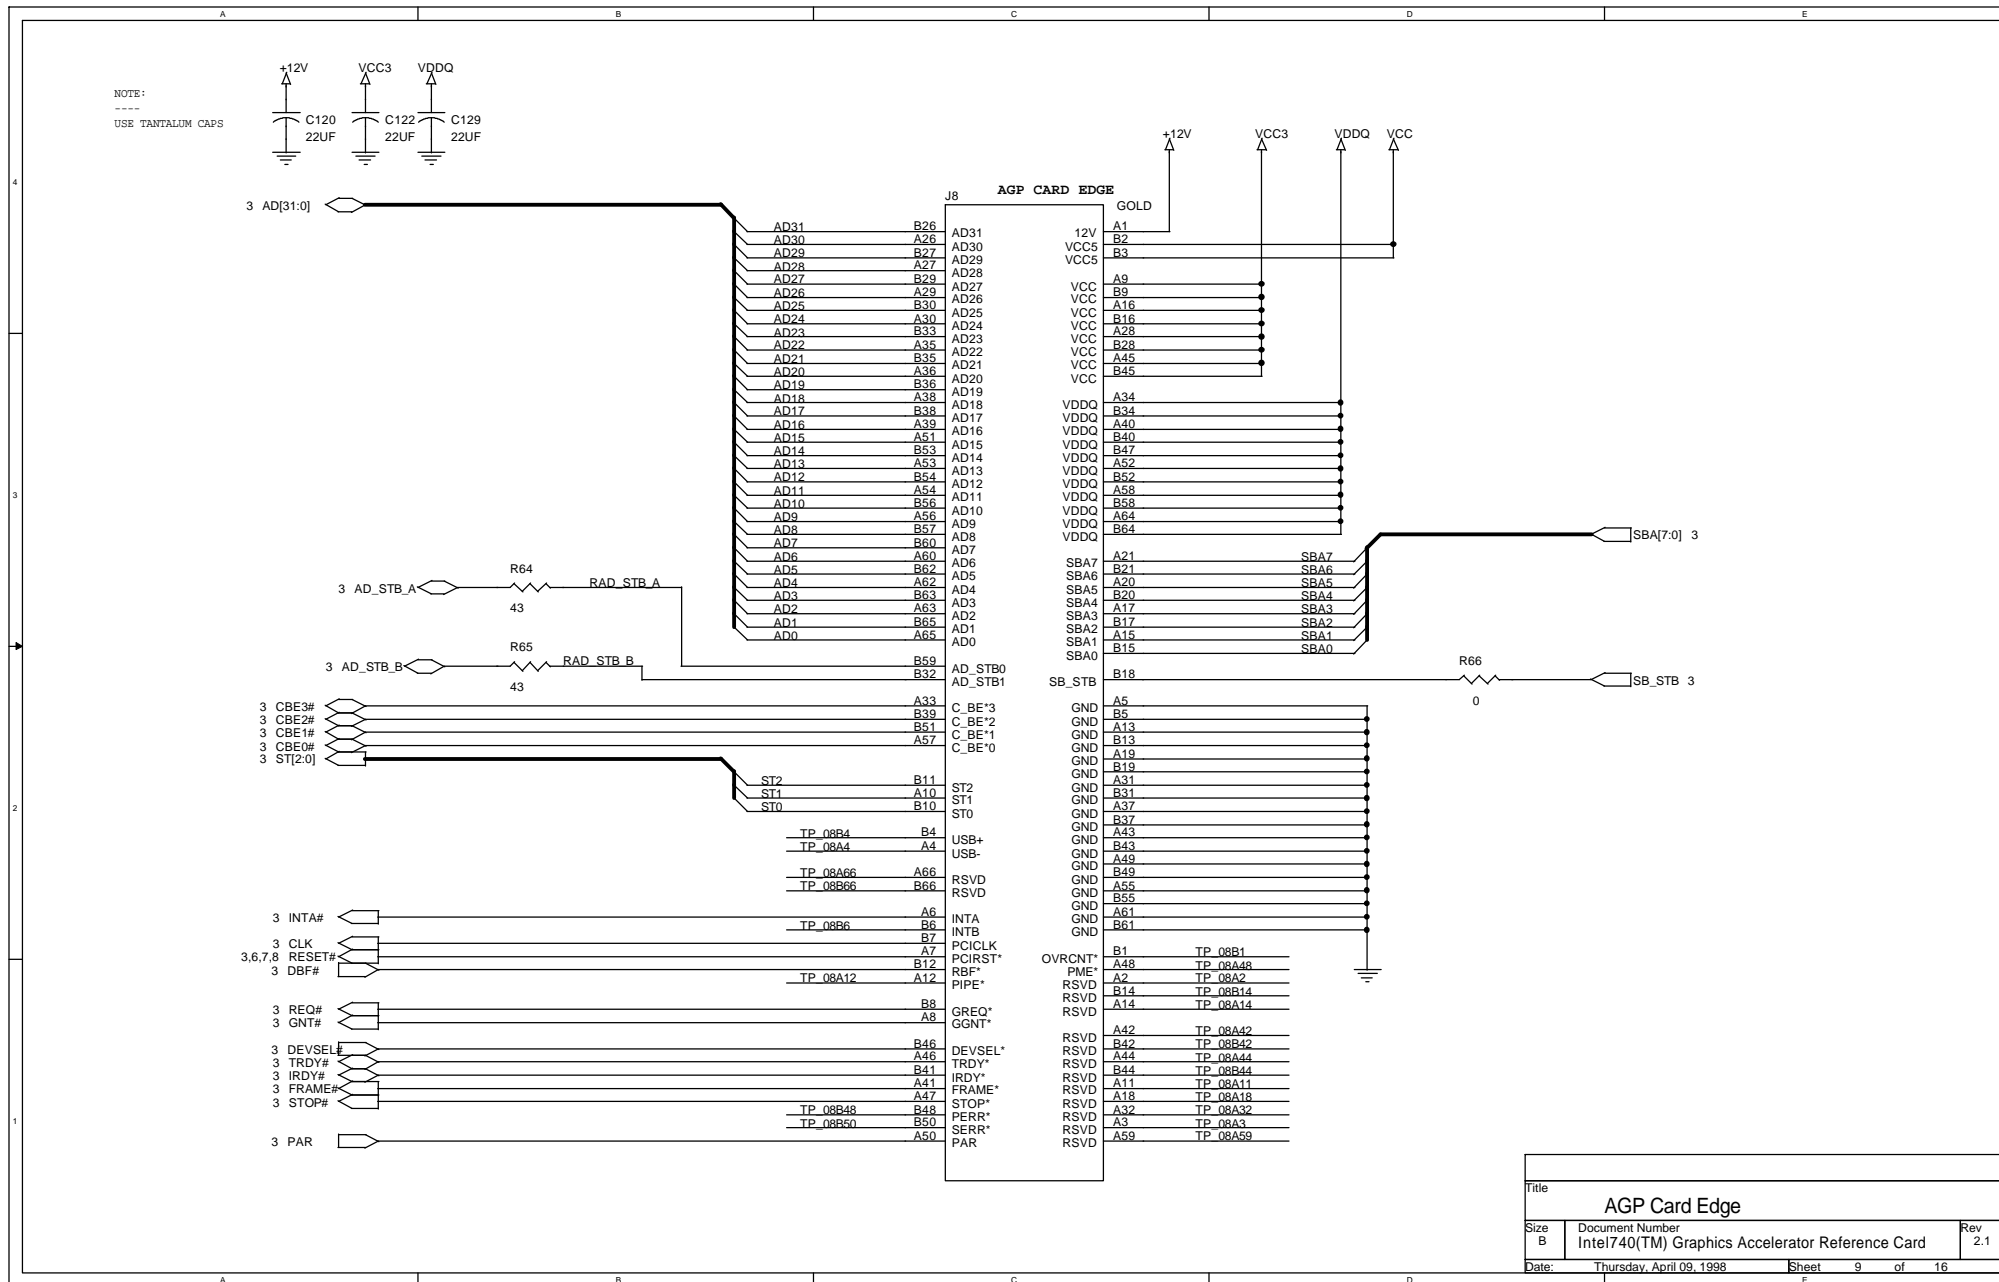 A B C D E
+12V VCC3 VDDQ
NOTE:
----
USE TANTALUM CAPS
C120 C122 C129
22UF 22UF 22UF
+12V VCC3 VDDQ VCC
4
3 AD[31:0]
J8
AGP CARD EDGE
GOLD
AD31 B26 AD31
AD30 A26 AD30
AD29 B27 AD29
AD28 A27 AD28
AD27 B29 AD27
AD26 A29 AD26
AD25 B30 AD25
AD24 A30 AD24
AD23 B33 AD23
AD22 A35 AD22
AD21 B35 AD21
AD20 A36 AD20
AD19 B36 AD19
AD18 A38 AD18
AD17 B38 AD17
AD16 A39 AD16
AD15 A51 AD15
AD14 B53 AD14
AD13 A53 AD13
AD12 B54 AD12
AD11 A54 AD11
AD10 B56 AD10
AD9 A56 AD9
AD8 B57 AD8
AD7 B60 AD7
AD6 A60 AD6
AD5 B62 AD5
AD4 A62 AD4
AD3 B63 AD3
AD2 A63 AD2
AD1 B65 AD1
AD0 A65 AD0
3
3 AD_STB_A
R64
43
RAD_STB_A
B59 AD_STB0
3 AD_STB_B
R65
43
RAD_STB_B
B32 AD_STB1
3 CBE3# A33 C_BE*3
3 CBE2# B39 C_BE*2
3 CBE1# B51 C_BE*1
3 CBE0# A57 C_BE*0
3 ST[2:0]
ST2 B11 ST2
ST1 A10 ST1
ST0 B10 ST0
2
TP_08B4 B4 USB+
TP_08A4 A4 USB-
TP_08A66 A66 RSVD
TP_08B66 B66 RSVD
3 INTA# A6 INTA
TP_08B6 B6 INTB
3 CLK B7 PCICLK
3,6,7,8 RESET# A7 PCIRST*
3 DBF# B12 RBF*
TP_08A12 A12 PIPE*
3 REQ# B8 GREQ*
3 GNT# A8 GGNT*
3 DEVSEL# B46 DEVSEL*
3 TRDY# A46 TRDY*
3 IRDY# B41 IRDY*
3 FRAME# A41 FRAME*
3 STOP# A47 STOP*
TP_08B48 B48 PERR*
TP_08B50 B50 SERR*
3 PAR A50 PAR
1
12V A1
VCC5 B2
VCC5 B3
VCC A9
VCC B9
VCC A16
VCC B16
VCC A28
VCC B28
VCC A45
VCC B45
VDDQ A34
VDDQ B34
VDDQ A40
VDDQ B40
VDDQ B47
VDDQ A52
VDDQ B52
VDDQ A58
VDDQ B58
VDDQ A64
VDDQ B64
SBA[7:0] 3
SBA7 A21 SBA7
SBA6 B21 SBA6
SBA5 A20 SBA5
SBA4 B20 SBA4
SBA3 A17 SBA3
SBA2 B17 SBA2
SBA1 A15 SBA1
SBA0 B15 SBA0
SB_STB B18
R66
0
SB_STB 3
GND A5
GND B5
GND A13
GND B13
GND A19
GND B19
GND A31
GND B31
GND A37
GND B37
GND A43
GND B43
GND A49
GND B49
GND A55
GND B55
GND A61
GND B61
OVRCNT* B1 TP_08B1
PME* A48 TP_08A48
RSVD A2 TP_08A2
RSVD B14 TP_08B14
RSVD A14 TP_08A14
RSVD A42 TP_08A42
RSVD B42 TP_08B42
RSVD A44 TP_08A44
RSVD B44 TP_08B44
RSVD A11 TP_08A11
RSVD A18 TP_08A18
RSVD A32 TP_08A32
RSVD A3 TP_08A3
RSVD A59 TP_08A59
Title
AGP Card Edge
Size Document Number Rev
B Intel740(TM) Graphics Accelerator Reference Card 2.1
Date: Thursday, April 09, 1998 Sheet 9 of 16
A B C D E